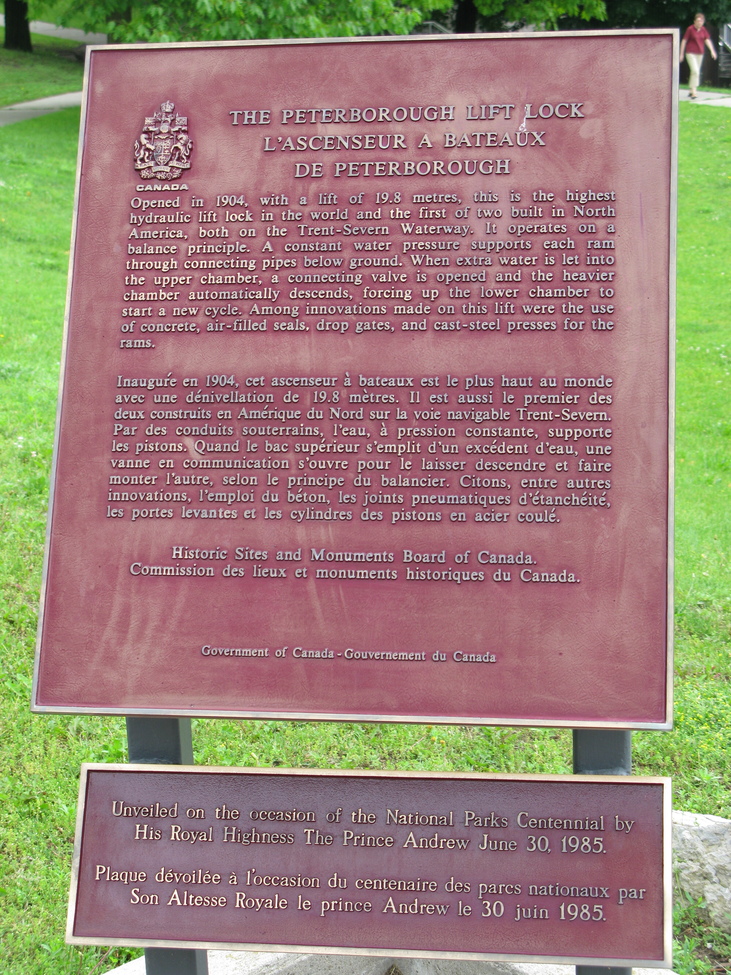 CANADA
THE PETERBOROUGH LIFT LOCK
L'ASCENSEUR A BATEAUX
DE PETERBOROUGH
Opened in 1904, with a lift of 19.8 metres, this is the highest
hydraulic lift lock in the world and the first of two built in North
America, both on the Trent-Severn Waterway. It operates on a
balance principle. A constant water pressure supports each ram
through connecting pipes below ground. When extra water is let into
the upper chamber, a connecting valve is opened and the heavier
chamber automatically descends, forcing up the lower chamber to
start a new cycle. Among innovations made on this lift were the use
of concrete, air-filled seals, drop gates, and cast-steel presses for the
rams.
Inauguré en 1904, cet ascenseur à bateaux est le plus haut au monde
avec une dénivellation de 19.8 mètres. Il est aussi le premier des
deux construits en Amérique du Nord sur la voie navigable Trent-Severn.
Par des conduits souterrains, l'eau, à pression constante, supporte
les pistons. Quand le bac supérieur s'emplit d'un excédent d'eau, une
vanne en communication s'ouvre pour le laisser descendre et faire
monter l'autre, selon le principe du balancier. Citons, entre autres
innovations, l'emploi du béton, les joints pneumatiques d'étanchéité,
les portes levantes et les cylindres des pistons en acier coulé.
Historic Sites and Monuments Board of Canada.
Commission des lieux et monuments historiques du Canada.
Government of Canada - Gouvernement du Canada
Unveiled on the occasion of the National Parks Centennial by
His Royal Highness The Prince Andrew June 30, 1985.
Plaque dévoilée à l'occasion du centenaire des parcs nationaux par
Son Altesse Royale le prince Andrew le 30 juin 1985.